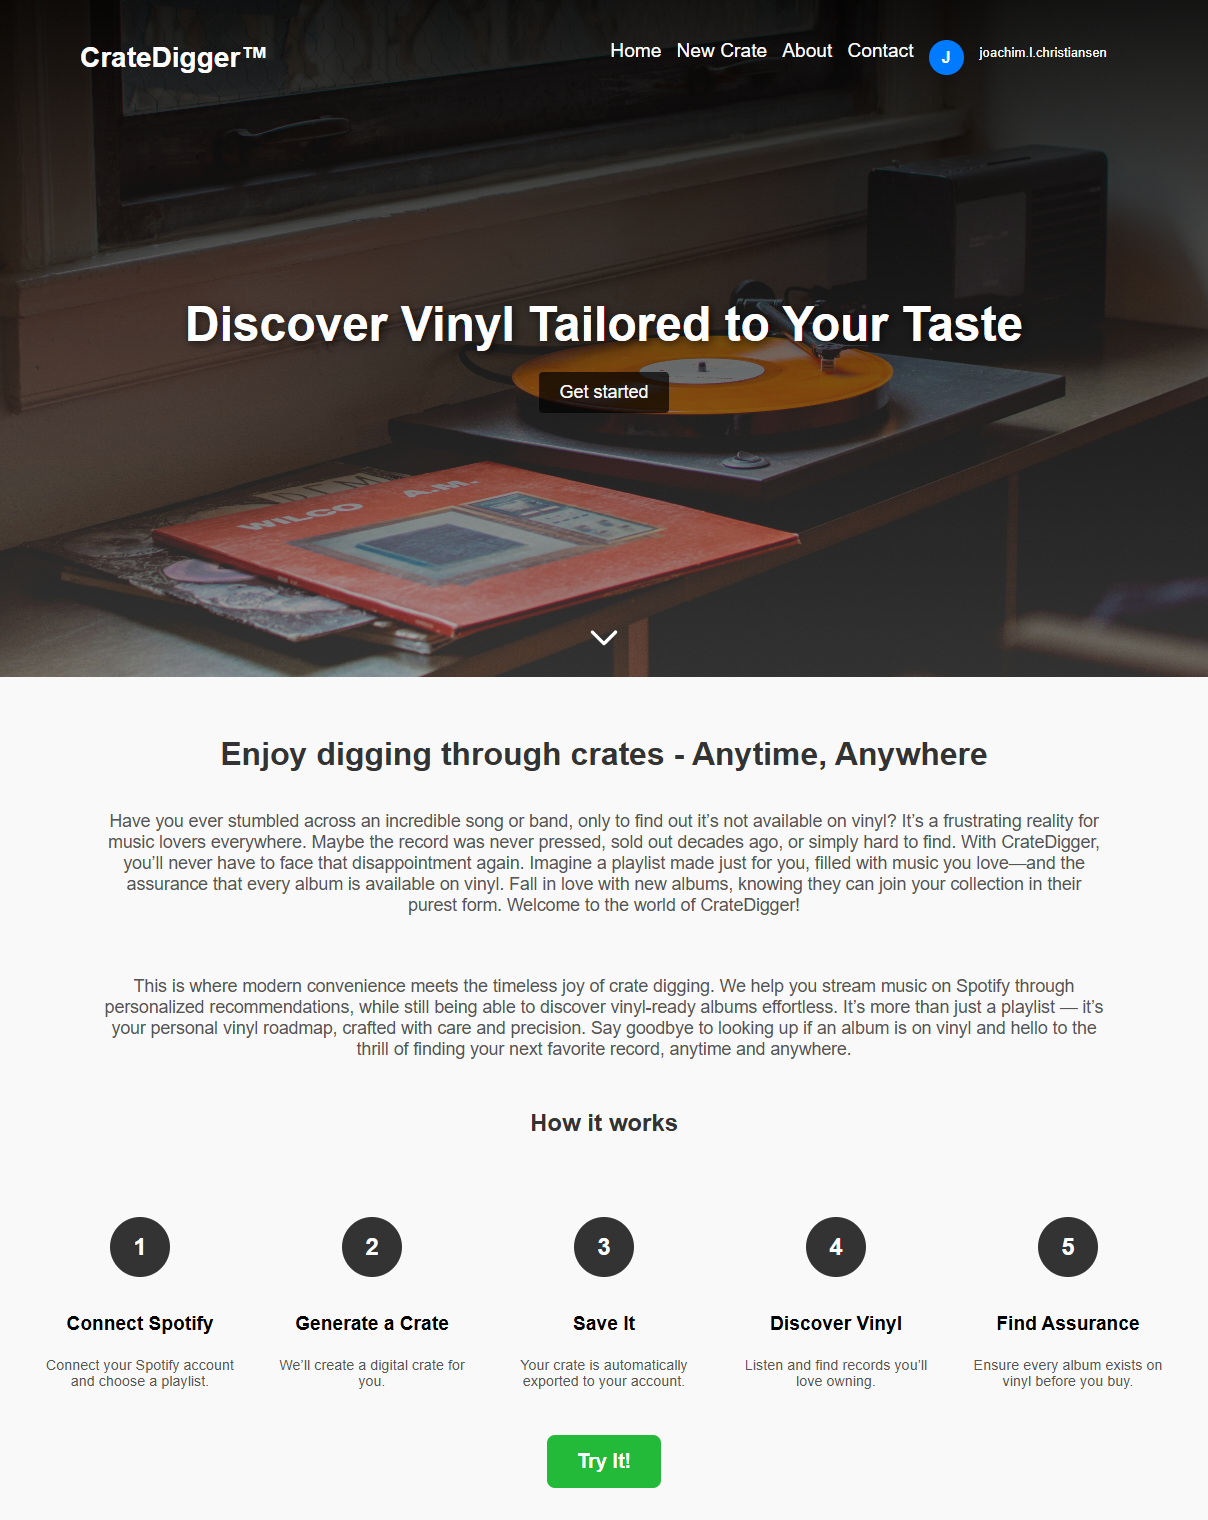 CrateDigger™
Home New Crate About Contact J joachim.l.christiansen
Discover Vinyl Tailored to Your Taste
Get started
WILCO A.M.
Enjoy digging through crates - Anytime, Anywhere
Have you ever stumbled across an incredible song or band, only to find out it’s not available on vinyl? It’s a frustrating reality for
music lovers everywhere. Maybe the record was never pressed, sold out decades ago, or simply hard to find. With CrateDigger,
you’ll never have to face that disappointment again. Imagine a playlist made just for you, filled with music you love—and the
assurance that every album is available on vinyl. Fall in love with new albums, knowing they can join your collection in their
purest form. Welcome to the world of CrateDigger!
This is where modern convenience meets the timeless joy of crate digging. We help you stream music on Spotify through
personalized recommendations, while still being able to discover vinyl-ready albums effortless. It’s more than just a playlist — it’s
your personal vinyl roadmap, crafted with care and precision. Say goodbye to looking up if an album is on vinyl and hello to the
thrill of finding your next favorite record, anytime and anywhere.
How it works
1 2 3 4 5
Connect Spotify Generate a Crate Save It Discover Vinyl Find Assurance
Connect your Spotify account We’ll create a digital crate for Your crate is automatically Listen and find records you’ll Ensure every album exists on
and choose a playlist. you. exported to your account. love owning. vinyl before you buy.
Try It!